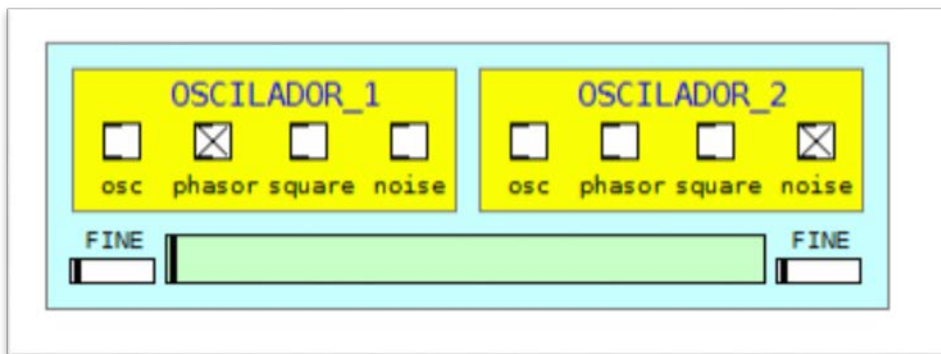 OSCILADOR_1
osc phasor square noise
OSCILADOR_2
osc phasor square noise
FINE
FINE